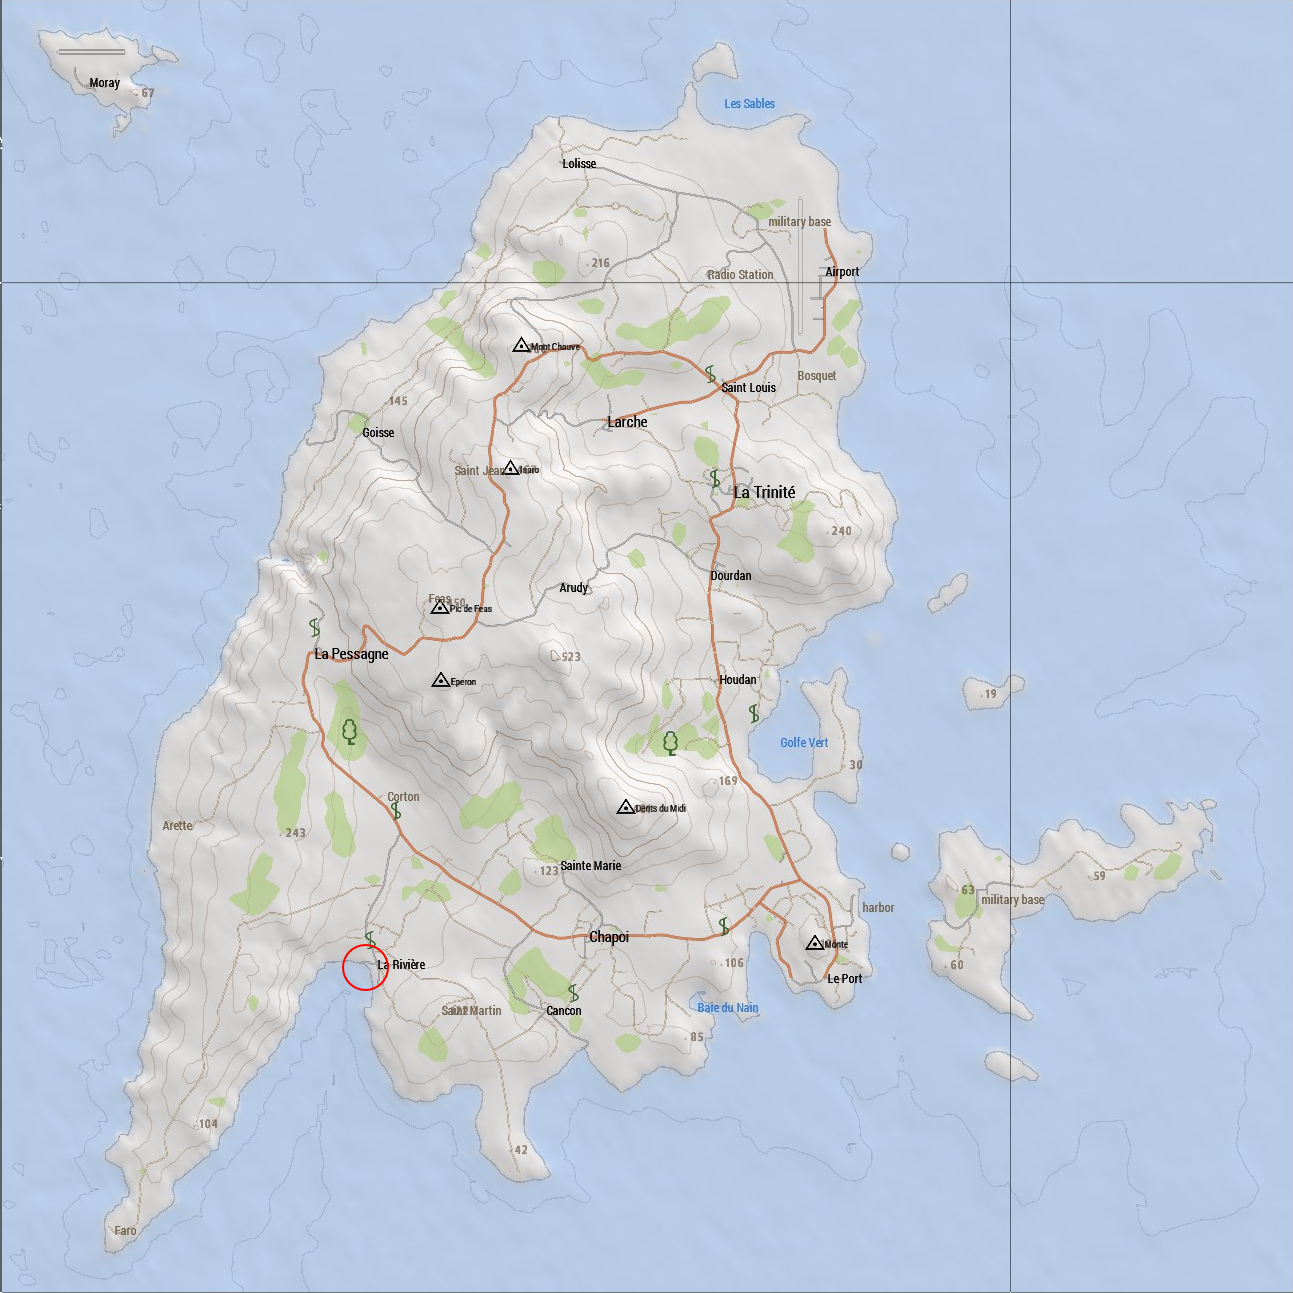 Moray
67
Les Sables
Lolisse
military base
216
Radio Station
Airport
Mont Chauve
Bosquet
Saint Louis
145
Larche
Goisse
Saint Jean
La Trinité
240
Dourdan
Arudy
Feas
Pic de Feas
La Pessagne
523
Eperon
Houdan
19
Golfe Vert
30
169
Corton
Dents du Midi
Arette
243
Sainte Marie
123
59
63
military base
harbor
Chapoi
Monte
La Rivière
106
60
Le Port
Saint Martin
Cancon
Baie du Nain
85
104
42
Faro